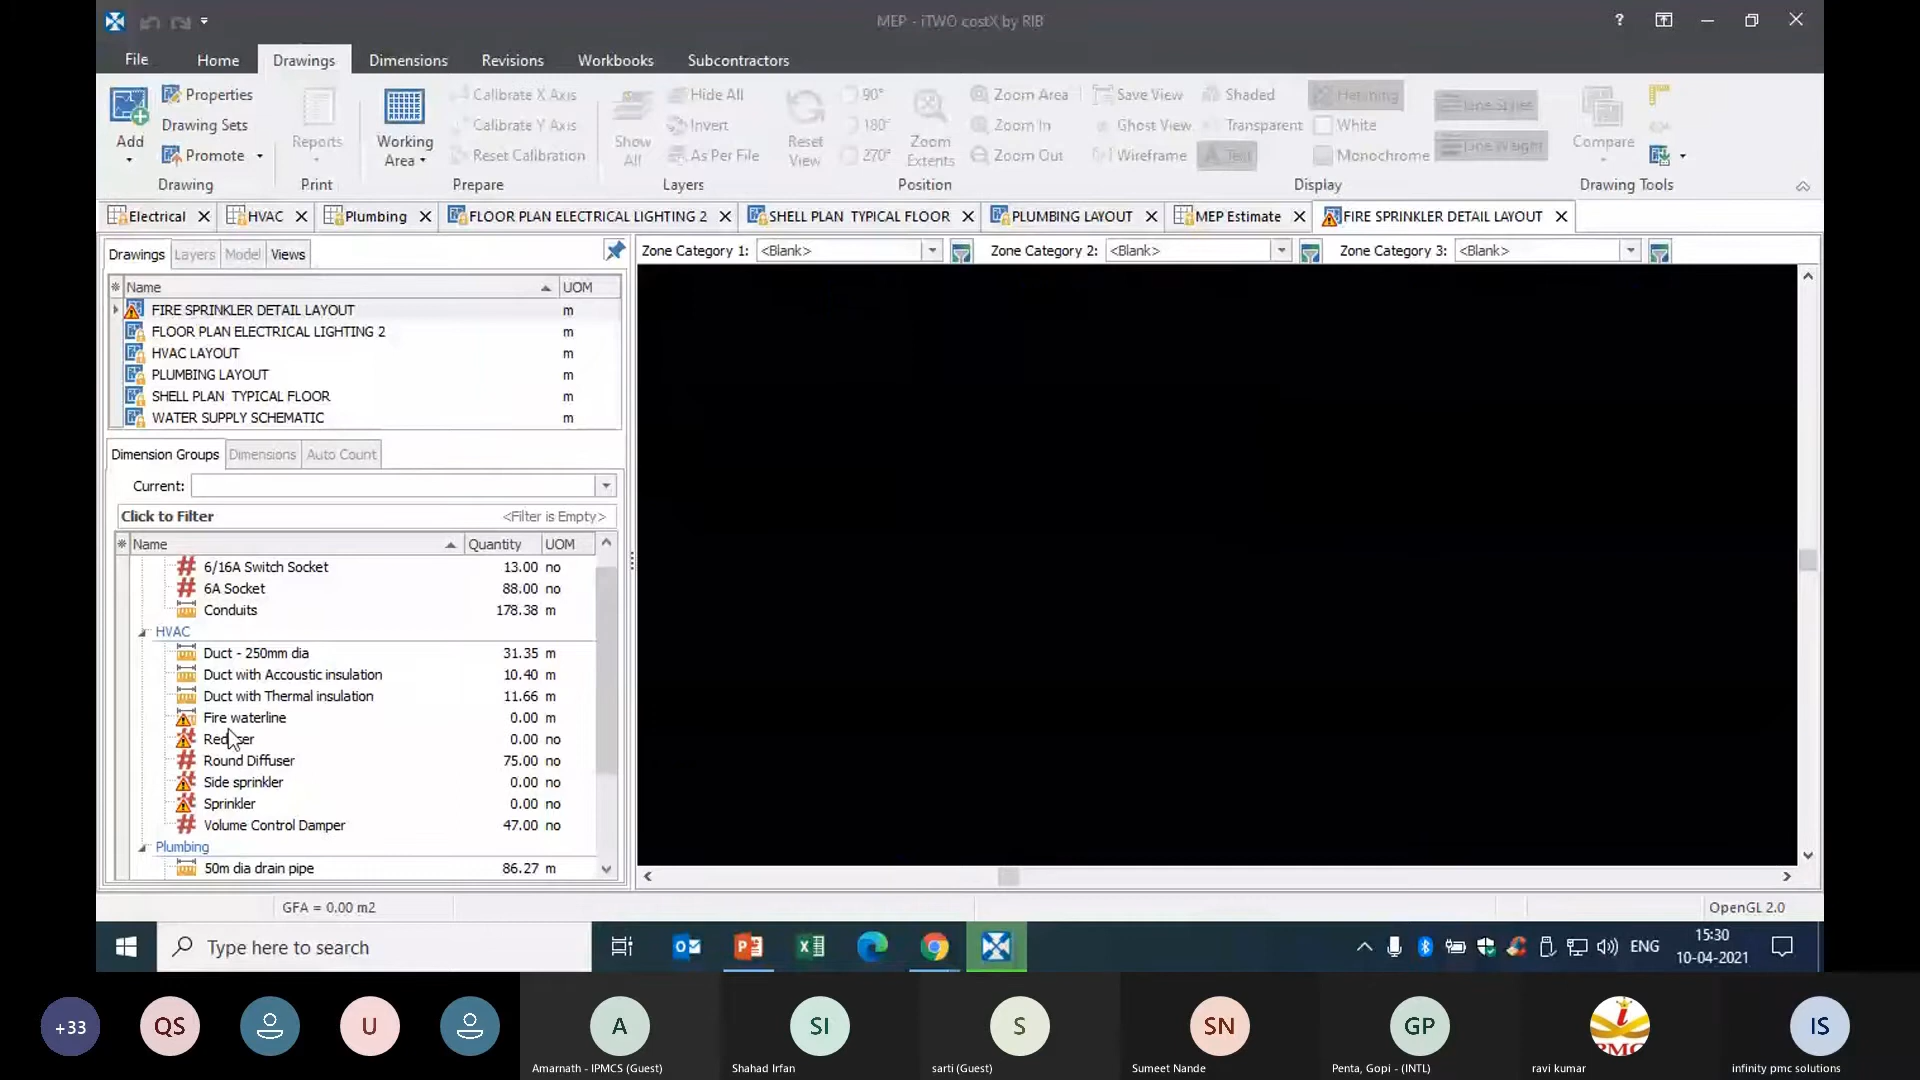 MEP - iTWO costX by RIB
File Home Drawings Dimensions Revisions Workbooks Subcontractors
Add
Properties
Drawing Sets
Promote
Drawing
Reports
Print
Working Area
Calibrate X Axis
Calibrate Y Axis
Reset Calibration
Prepare
Show All
Hide All
Invert
As Per File
Layers
Reset View
90°
180°
270°
Zoom Extents
Zoom Area
Zoom In
Zoom Out
Position
Save View
Ghost View
Wireframe
Shaded
Transparent
Text
Hatching
White
Monochrome
Line Styles
Line Weight
Display
Compare
Drawing Tools
Electrical HVAC Plumbing FLOOR PLAN ELECTRICAL LIGHTING 2 SHELL PLAN TYPICAL FLOOR PLUMBING LAYOUT MEP Estimate FIRE SPRINKLER DETAIL LAYOUT
Drawings Layers Model Views
Zone Category 1: <Blank> Zone Category 2: <Blank> Zone Category 3: <Blank>
Name UOM
FIRE SPRINKLER DETAIL LAYOUT m
FLOOR PLAN ELECTRICAL LIGHTING 2 m
HVAC LAYOUT m
PLUMBING LAYOUT m
SHELL PLAN TYPICAL FLOOR m
WATER SUPPLY SCHEMATIC m
Dimension Groups Dimensions Auto Count
Current:
Click to Filter <Filter is Empty>
Name Quantity UOM
6/16A Switch Socket 13.00 no
6A Socket 88.00 no
Conduits 178.38 m
HVAC
Duct - 250mm dia 31.35 m
Duct with Accoustic insulation 10.40 m
Duct with Thermal insulation 11.66 m
Fire waterline 0.00 m
0.00 no
Round Diffuser 75.00 no
Side sprinkler 0.00 no
Sprinkler 0.00 no
Volume Control Damper 47.00 no
Plumbing
50m dia drain pipe 86.27 m
GFA = 0.00 m2
OpenGL 2.0
Type here to search
ENG
15:30
10-04-2021
+33 QS U A SI S SN GP IS
Amarnath - IPMCS (Guest) Shahad Irfan sarti (Guest) Sumeet Nande Penta, Gopi - (INTL) ravi kumar infinity pmc solutions